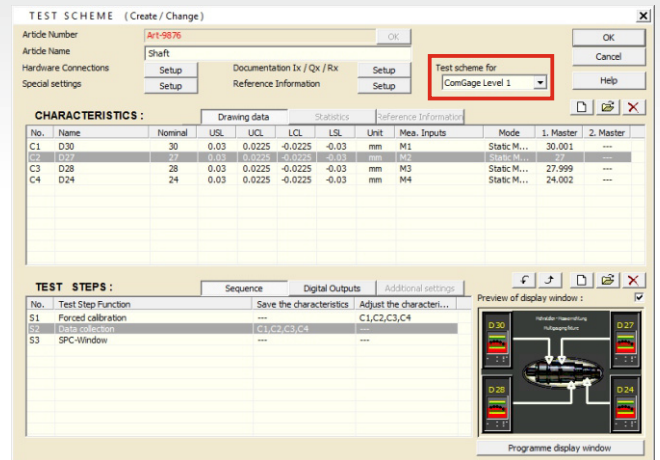 TEST SCHEME (Create / Change)
Article Number Art-9876 OK OK
Article Name Shaft Cancel
Hardware Connections Setup Documentation Ix / Qx / Rx Setup Test scheme for
Special settings Setup Reference Information Setup ComGage Level 1 Help
CHARACTERISTICS : Drawing data Statistics Reference Information
No. Name Nominal USL UCL LCL LSL Unit Mea. Inputs Mode 1. Master 2. Master
C1 D30 30 0.03 0.0225 -0.0225 -0.03 mm M1 Static M... 30.001 ---
C2 D27 27 0.03 0.0225 -0.0225 -0.03 mm M2 Static M... 27 ---
C3 D28 28 0.03 0.0225 -0.0225 -0.03 mm M3 Static M... 27.999 ---
C4 D24 24 0.03 0.0225 -0.0225 -0.03 mm M4 Static M... 24.002 ---
TEST STEPS : Sequence Digital Outputs Additional settings
No. Test Step Function Save the characteristics Adjust the characteri...
S1 Forced calibration --- C1,C2,C3,C4
S2 Data collection C1,C2,C3,C4 ---
S3 SPC-Window --- ---
Preview of display window :
D 30 D 27
D 28 D 24
Programme display window